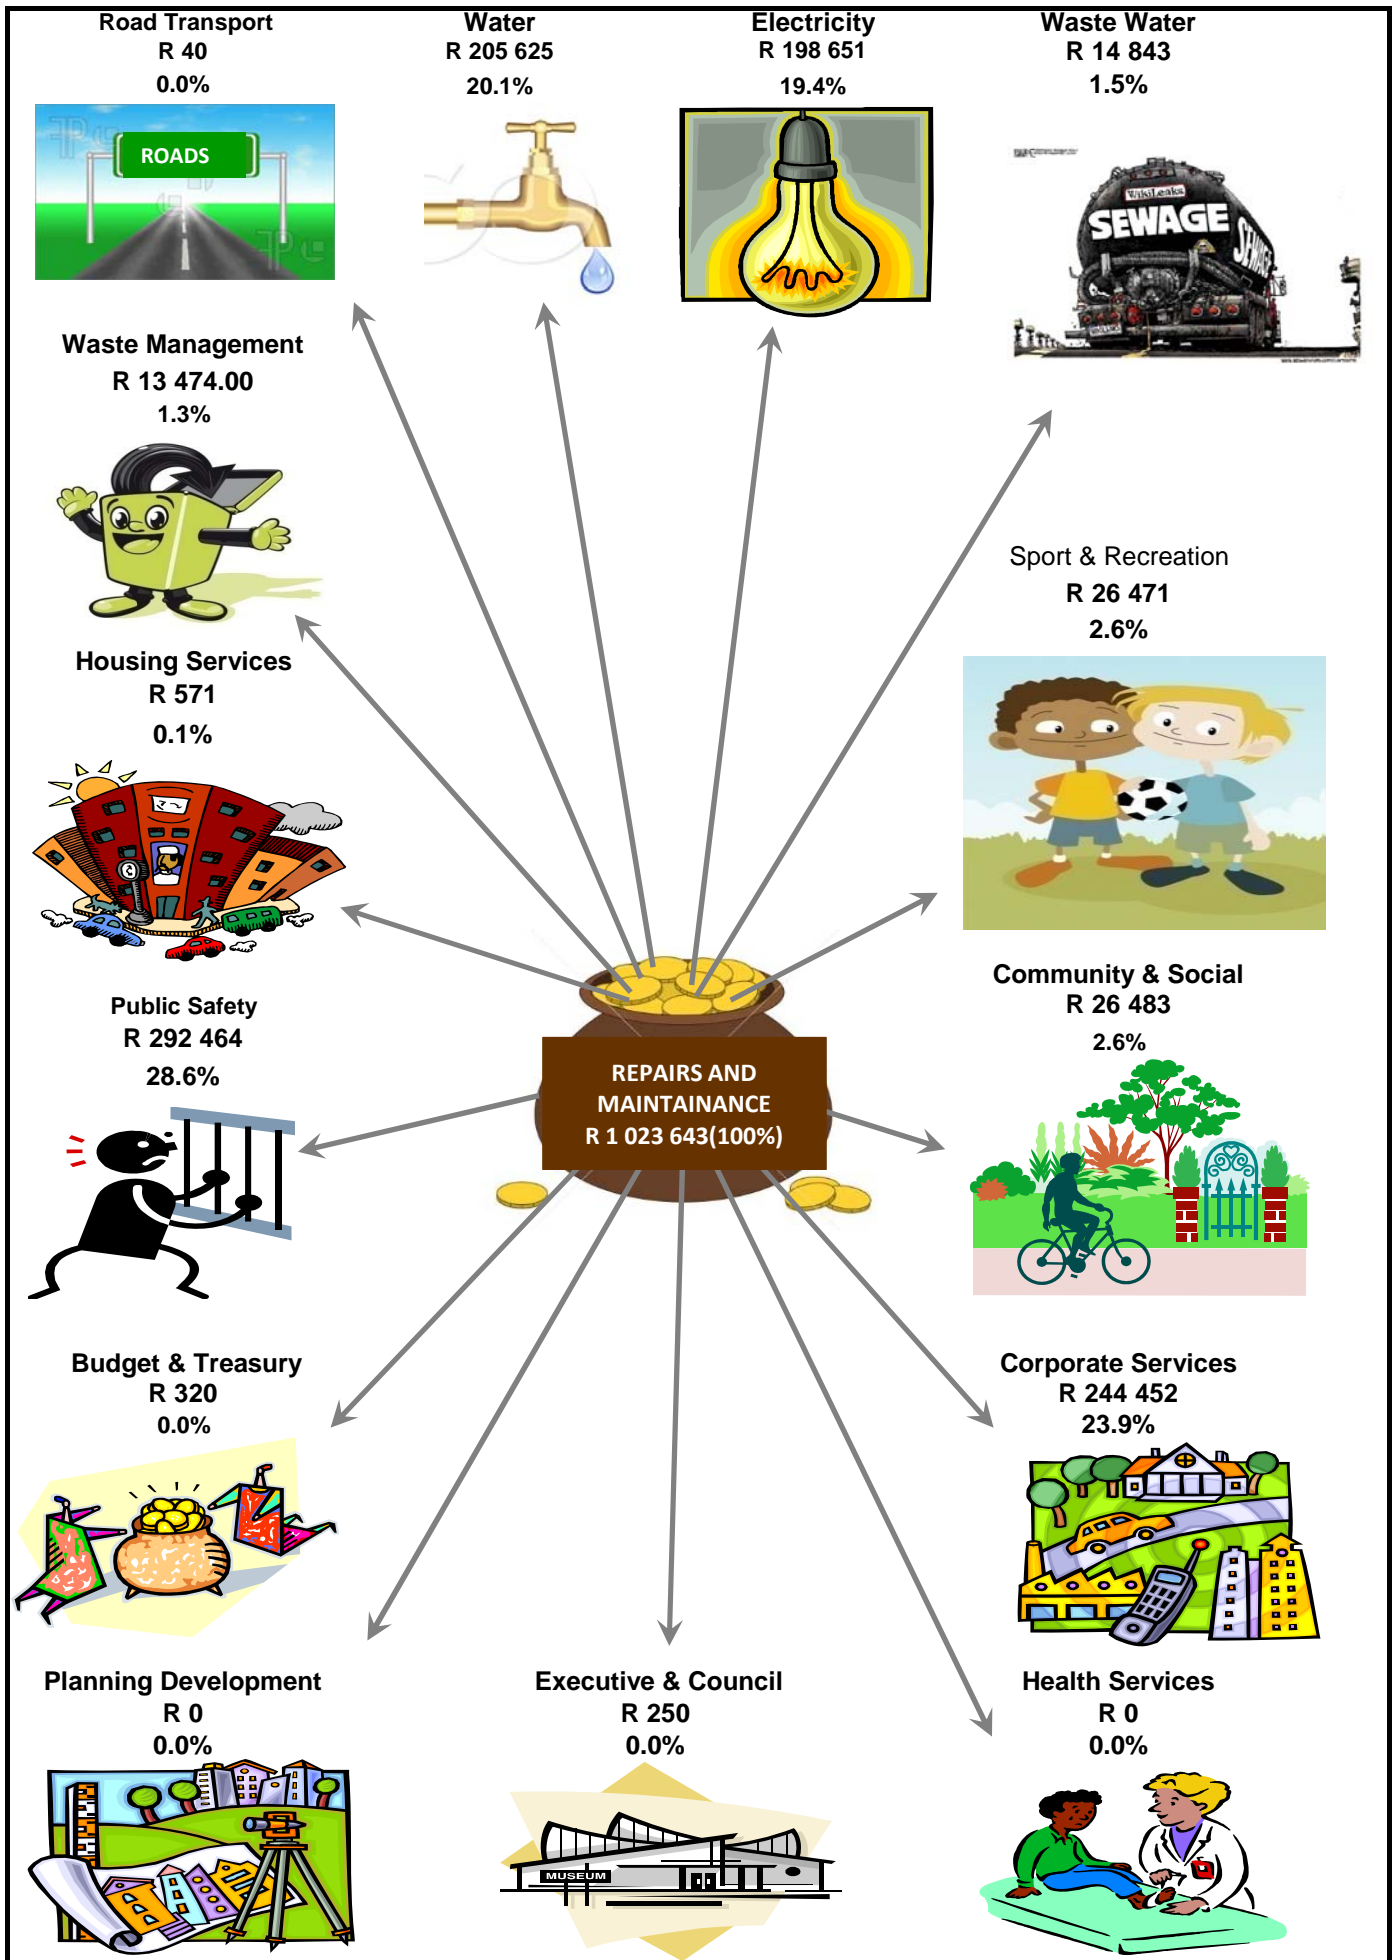 Road Transport
R 40
0.0%
Water
R 205 625
20.1%
Electricity
R 198 651
19.4%
Waste Water
R 14 843
1.5%
ROADS
WikiLeaks
SEWAGE
SEWAGE
Waste Management
R 13 474.00
1.3%
Sport & Recreation
R 26 471
2.6%
Housing Services
R 571
0.1%
Public Safety
R 292 464
28.6%
Community & Social
R 26 483
2.6%
REPAIRS AND
MAINTAINANCE
R 1 023 643(100%)
Budget & Treasury
R 320
0.0%
Corporate Services
R 244 452
23.9%
Planning Development
R 0
0.0%
Executive & Council
R 250
0.0%
MUSEUM
Health Services
R 0
0.0%